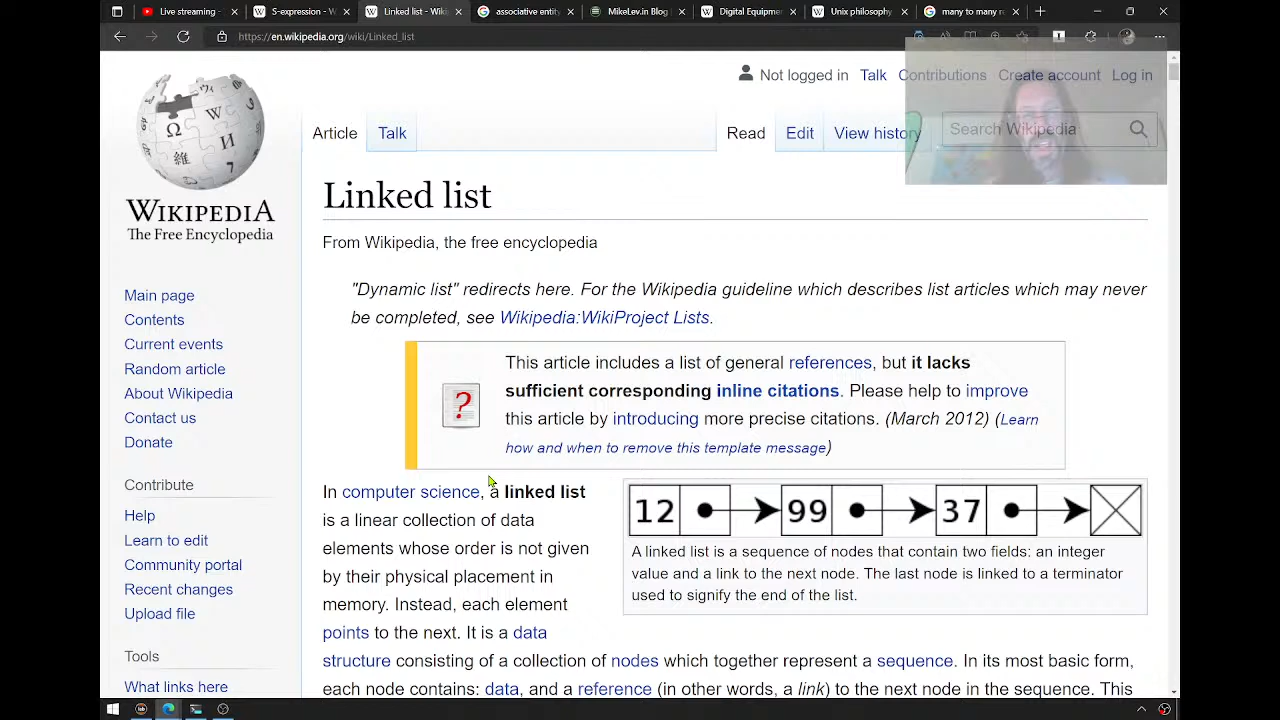 Live streaming -
S-expression - W
Linked list - Wiki
associative entity
MikeLev.in Blog |
Digital Equipme
Unix philosophy
many to many re
https://en.wikipedia.org/wiki/Linked_list
Not logged in Talk Contributions Create account Log in
Article Talk Read Edit View history Search Wikipedia
WIKIPEDIA
The Free Encyclopedia
Linked list
From Wikipedia, the free encyclopedia
"Dynamic list" redirects here. For the Wikipedia guideline which describes list articles which may never
be completed, see Wikipedia:WikiProject Lists.
This article includes a list of general references, but it lacks
sufficient corresponding inline citations. Please help to improve
this article by introducing more precise citations. (March 2012) (Learn
how and when to remove this template message)
In computer science, a linked list
is a linear collection of data
elements whose order is not given
by their physical placement in
memory. Instead, each element
points to the next. It is a data
structure consisting of a collection of nodes which together represent a sequence. In its most basic form,
each node contains: data, and a reference (in other words, a link) to the next node in the sequence. This
12 99 37
A linked list is a sequence of nodes that contain two fields: an integer
value and a link to the next node. The last node is linked to a terminator
used to signify the end of the list.
Main page
Contents
Current events
Random article
About Wikipedia
Contact us
Donate
Contribute
Help
Learn to edit
Community portal
Recent changes
Upload file
Tools
What links here